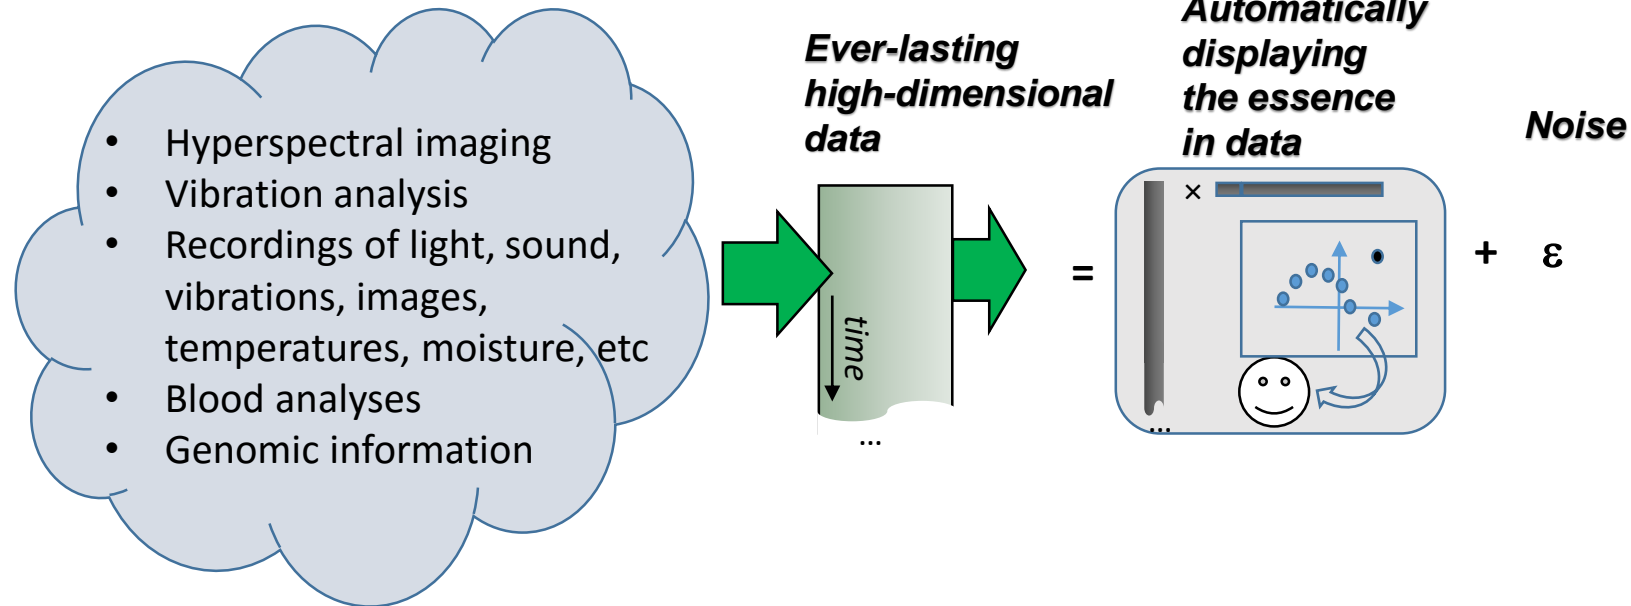 • Hyperspectral imaging
• Vibration analysis
• Recordings of light, sound,
vibrations, images,
temperatures, moisture, etc
• Blood analyses
• Genomic information
Ever-lasting
high-dimensional
data
time
...
=
Automatically
displaying
the essence
in data
×
...
+
Noise
ε